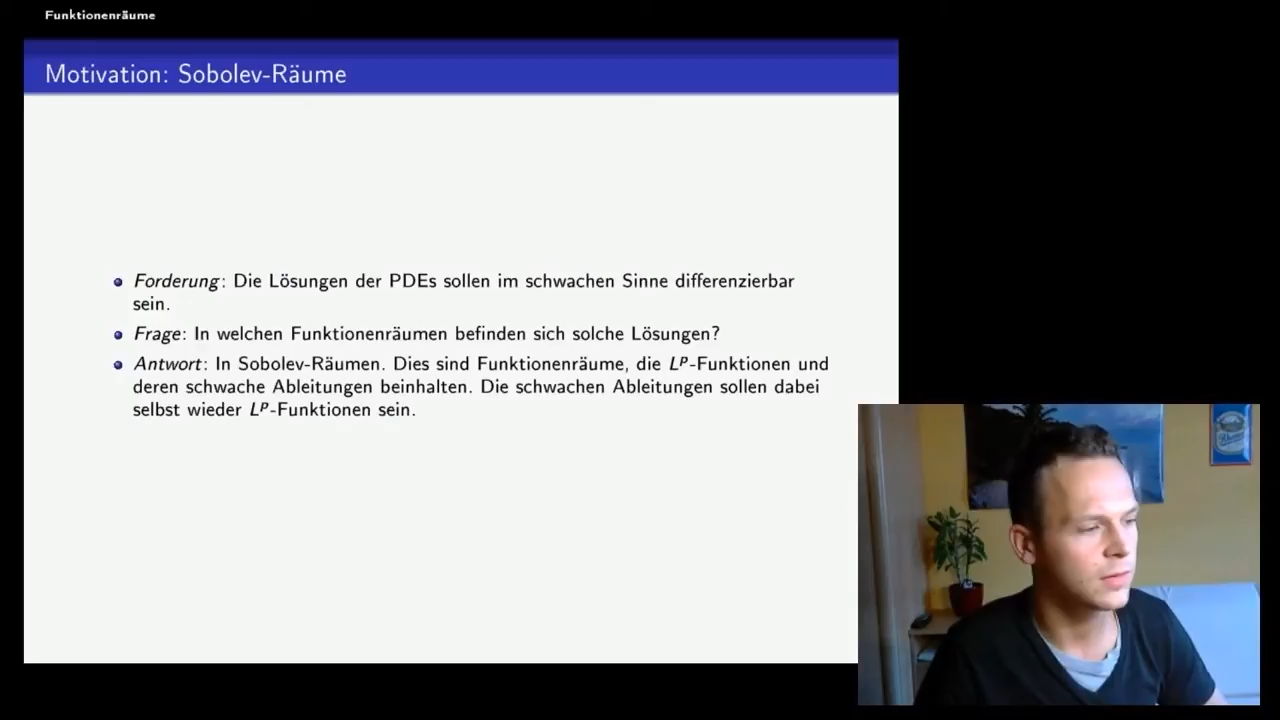 Funktionenräume
Motivation: Sobolev-Räume
Forderung: Die Lösungen der PDEs sollen im schwachen Sinne differenzierbar
sein.
Frage: In welchen Funktionenräumen befinden sich solche Lösungen?
Antwort: In Sobolev-Räumen. Dies sind Funktionenräume, die Lᵖ-Funktionen und
deren schwache Ableitungen beinhalten. Die schwachen Ableitungen sollen dabei
selbst wieder Lᵖ-Funktionen sein.